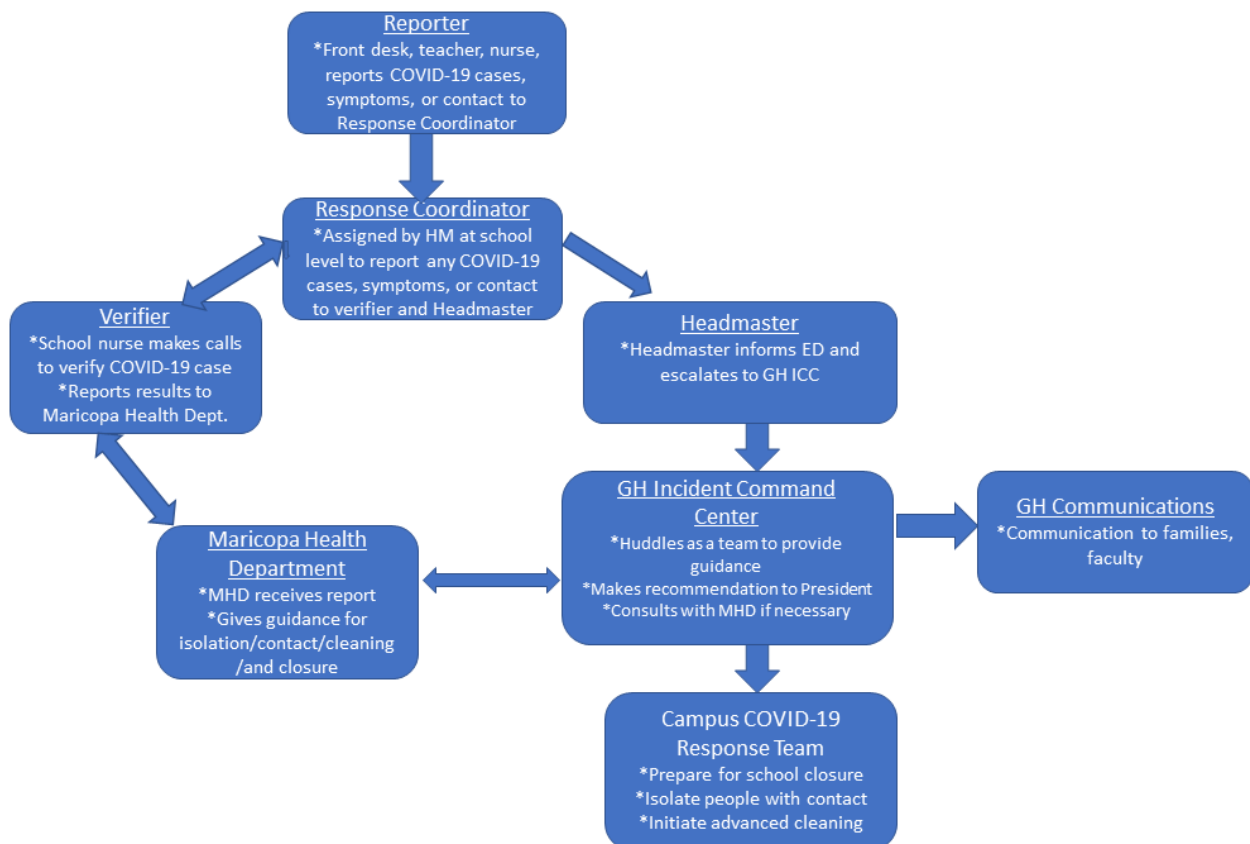 Reporter
*Front desk, teacher, nurse,
reports COVID-19 cases,
symptoms, or contact to
Response Coordinator
Response Coordinator
*Assigned by HM at school
level to report any COVID-19
cases, symptoms, or contact
to verifier and Headmaster
Verifier
*School nurse makes calls
to verify COVID-19 case
*Reports results to
Maricopa Health Dept.
Headmaster
*Headmaster informs ED and
escalates to GH ICC
Maricopa Health
Department
*MHD receives report
*Gives guidance for
isolation/contact/cleaning
/and closure
GH Incident Command
Center
*Huddles as a team to provide
guidance
*Makes recommendation to President
*Consults with MHD if necessary
GH Communications
*Communication to families,
faculty
Campus COVID-19
Response Team
*Prepare for school closure
*Isolate people with contact
*Initiate advanced cleaning